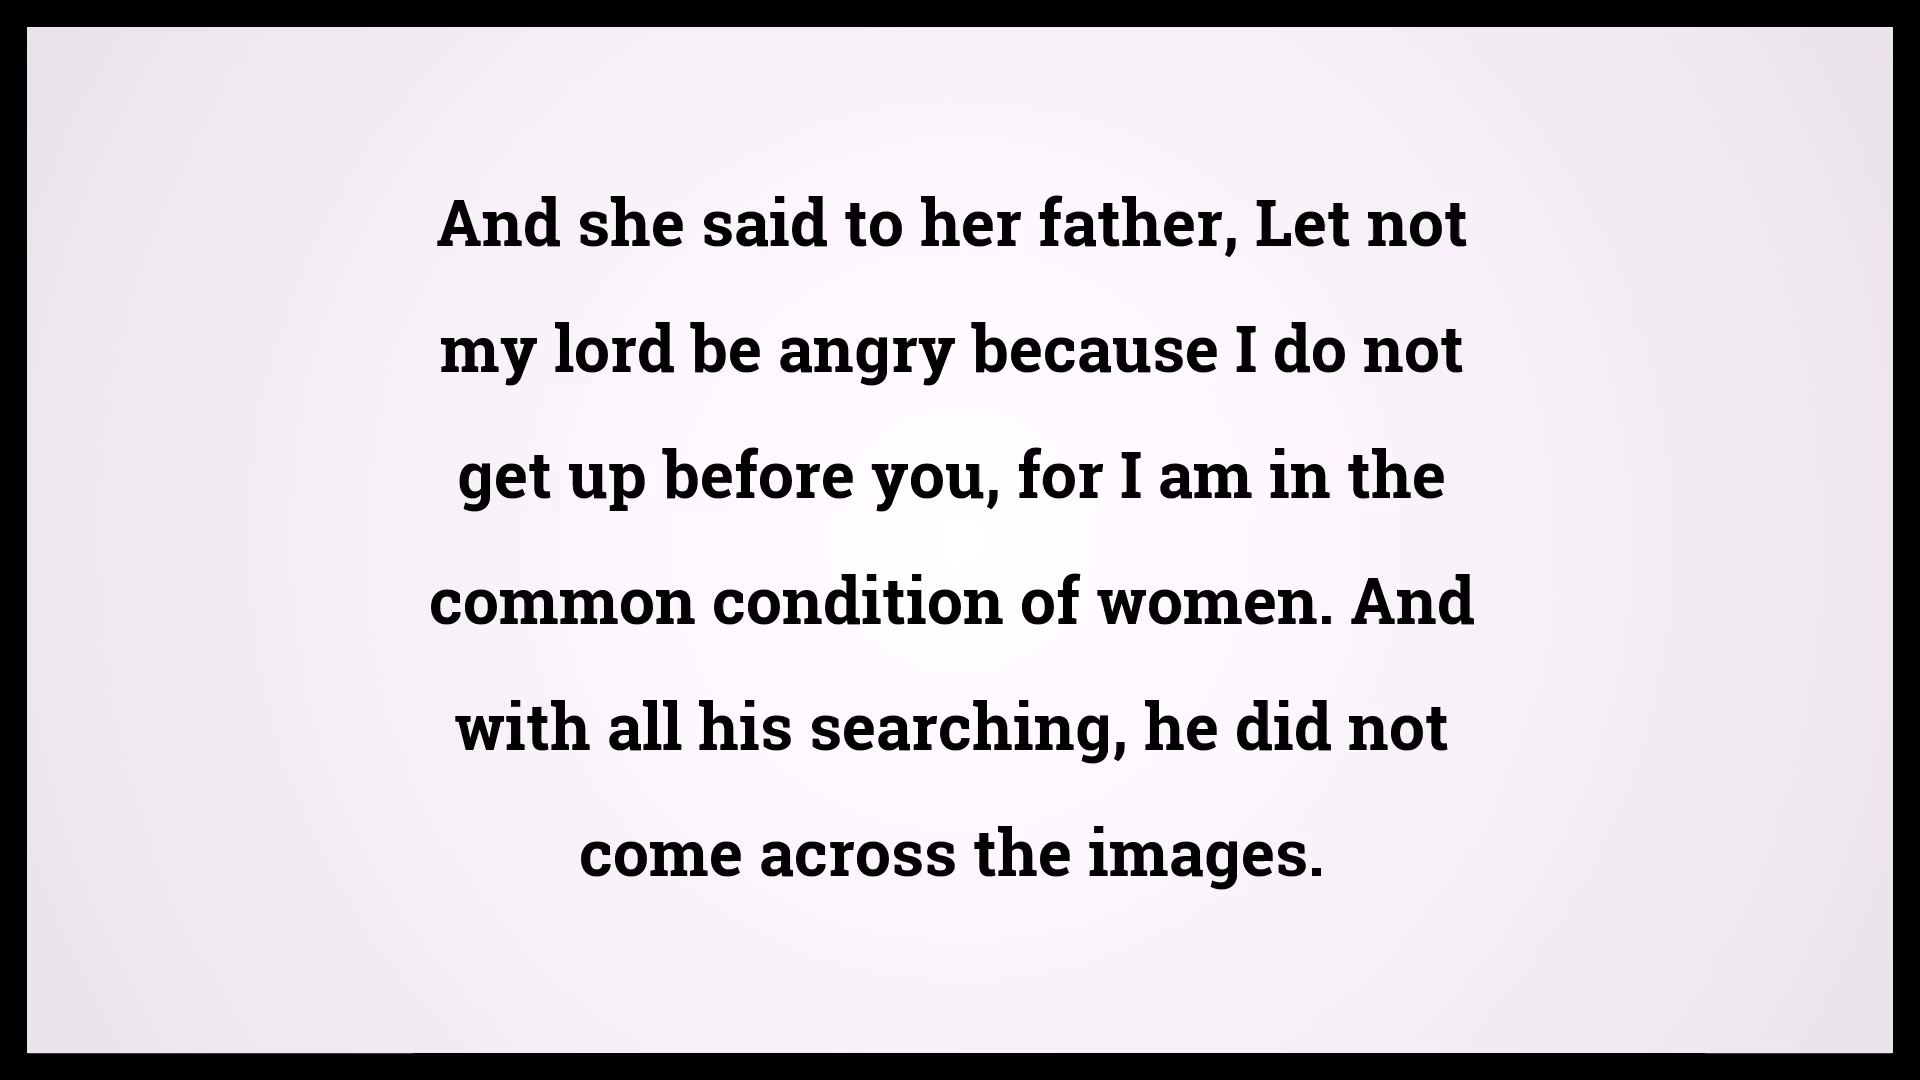 And she said to her father, Let not
my lord be angry because I do not
get up before you, for I am in the
common condition of women. And
with all his searching, he did not
come across the images.